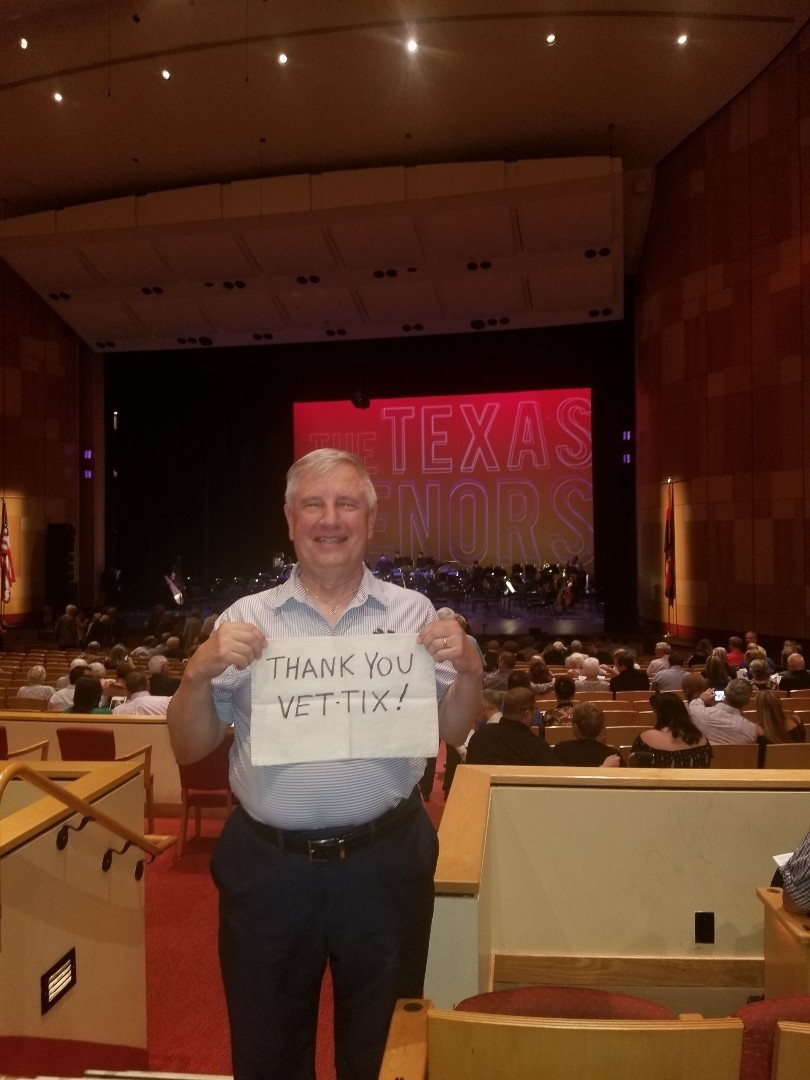 THE TEXAS
TENORS
THANK YOU
VET-TIX!